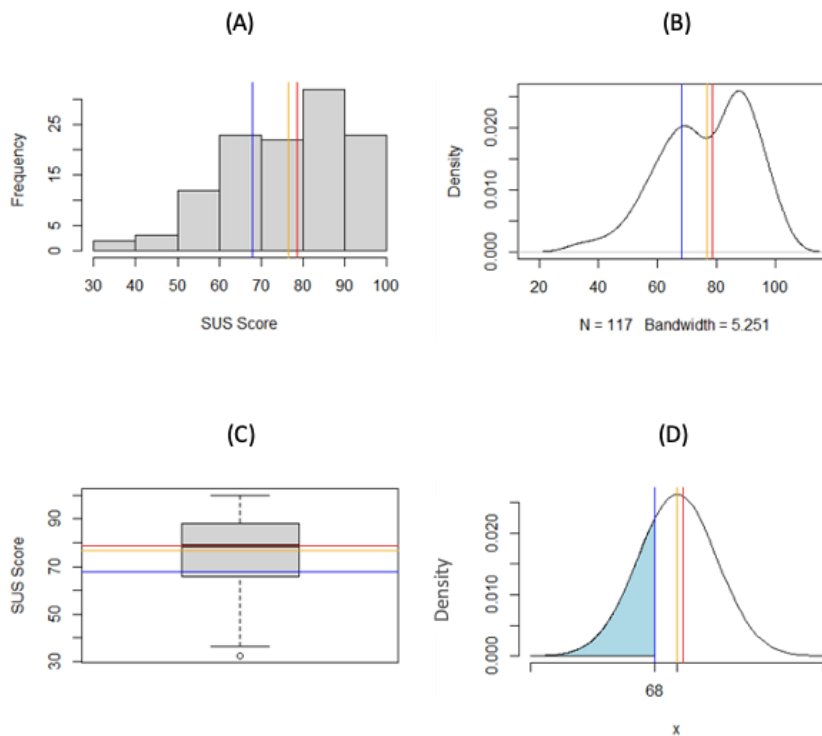 (A)
Frequency
25
15
5
0
30 40 50 60 70 80 90 100
SUS Score
(B)
Density
0.020
0.010
0.000
20 40 60 80 100
N = 117 Bandwidth = 5.251
(C)
SUS Score
90
70
50
30
(D)
Density
0.020
0.010
0.000
68
x